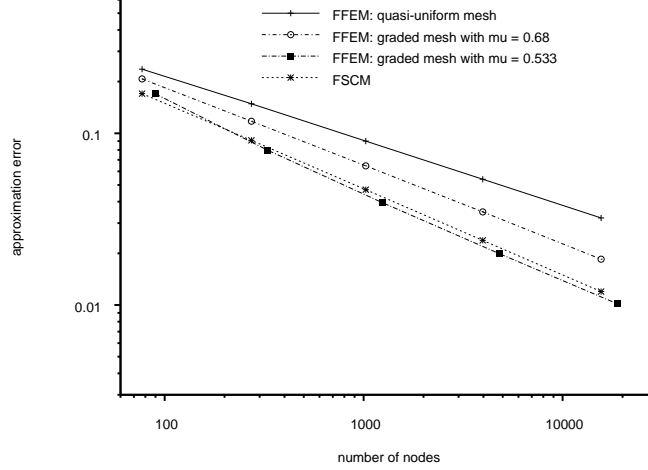 FFEM: quasi-uniform mesh
FFEM: graded mesh with mu = 0.68
FFEM: graded mesh with mu = 0.533
FSCM
0.1
approximation error
0.01
100
1000
10000
number of nodes